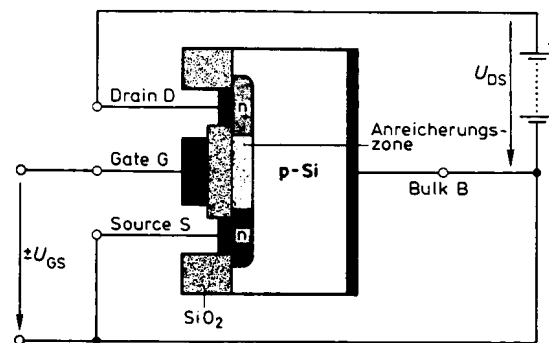 Drain D
n
U_DS
Anreicherungs-
zone
Gate G
p-Si
Bulk B
Source S
n
±U_GS
SiO₂